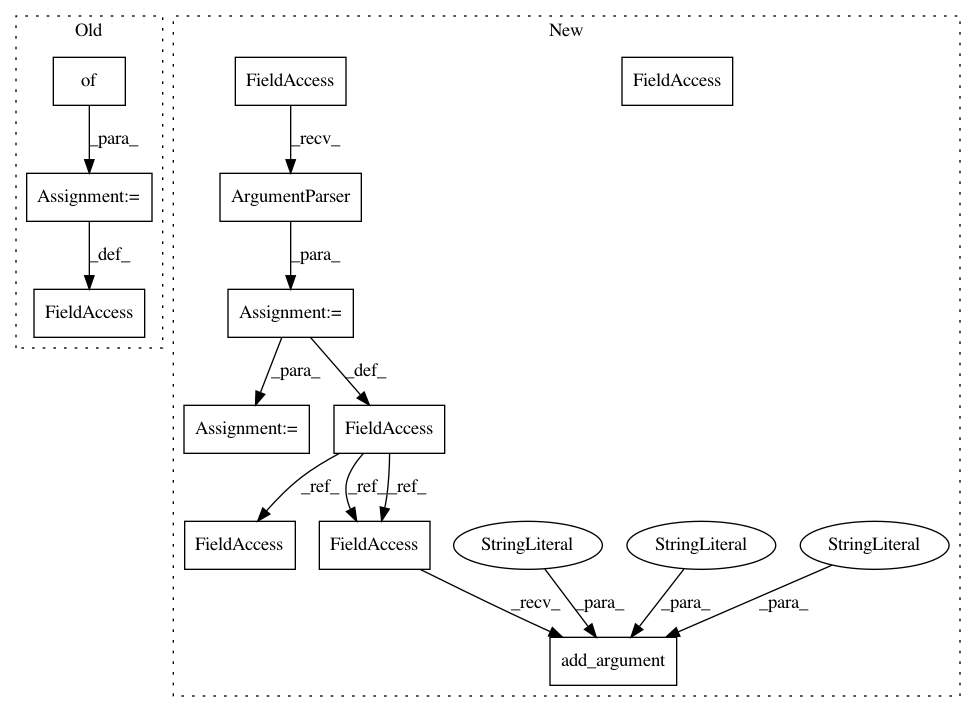 Old
New
of
FieldAccess
FieldAccess
_para_
_recv_
Assignment:=
ArgumentParser
_def_
_para_
FieldAccess
Assignment:=
_para_
_def_
Assignment:=
FieldAccess
_ref_
_ref_
_ref_
FieldAccess
FieldAccess
StringLiteral
StringLiteral
StringLiteral
_recv_
_para_
_para_
_para_
add_argument